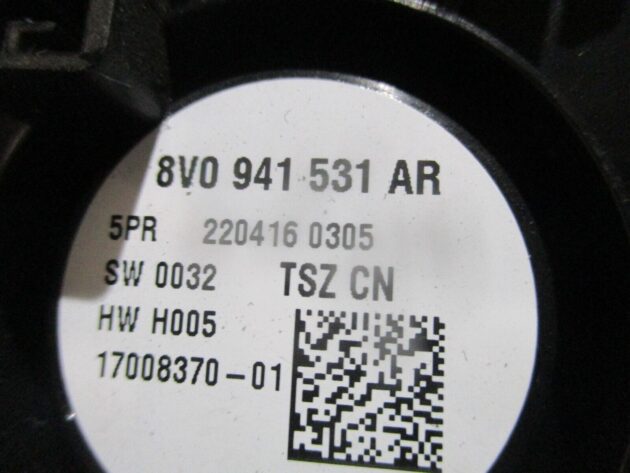 8V0 941 531 AR
5PR 220416 0305
SW 0032 TSZ CN
HW H005
17008370-01